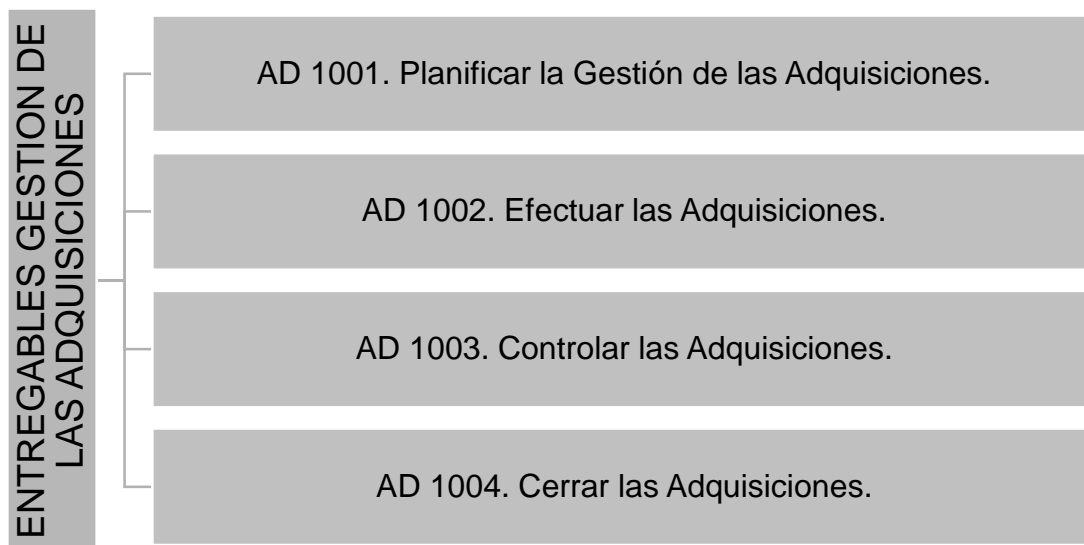 ENTREGABLES GESTION DE
LAS ADQUISICIONES
AD 1001. Planificar la Gestión de las Adquisiciones.
AD 1002. Efectuar las Adquisiciones.
AD 1003. Controlar las Adquisiciones.
AD 1004. Cerrar las Adquisiciones.